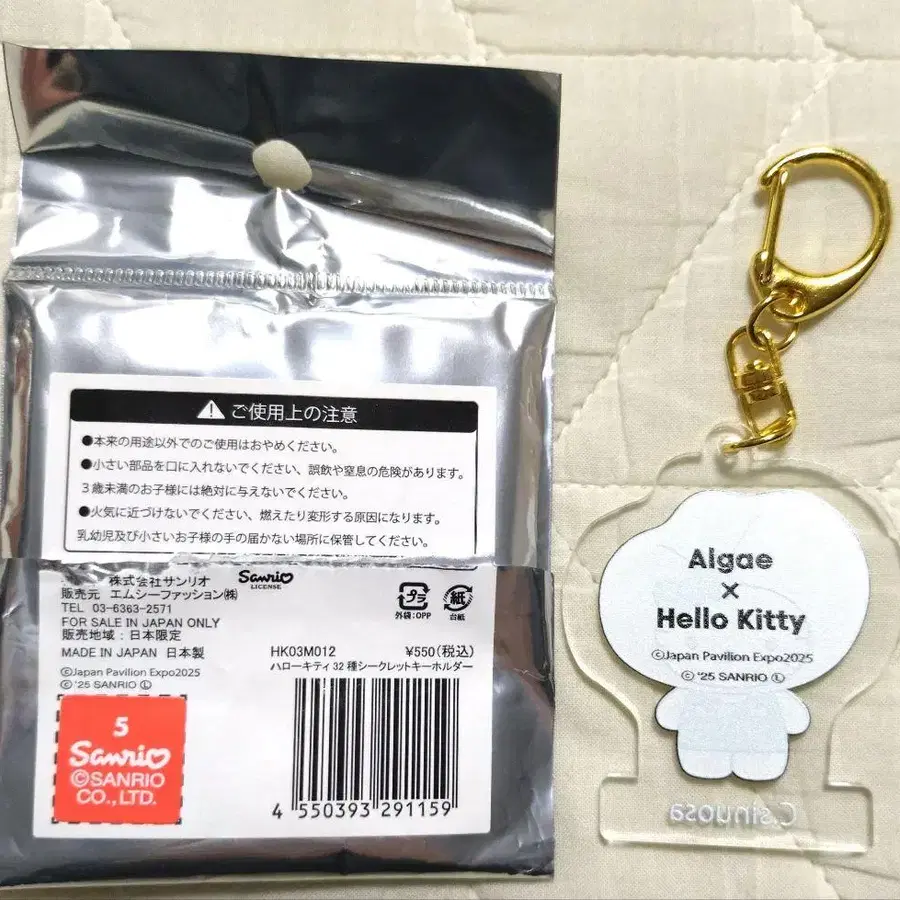 ⚠ご使用上の注意
●本来の用途以外でのご使用はおやめください。
●小さい部品を口に入れないでください、誤飲や窒息の危険があります。
３歳未満のお子様には絶対に与えないでください。
●火気に近づけないでください、燃えたり変形する原因になります。
乳幼児及び小さいお子様の手の届かない場所に保管してください。
株式会社サンリオ
Sanrio
LICENSE
販売元 エムシーファッション㈱
TEL 03-6363-2571
FOR SALE IN JAPAN ONLY
販売地域:日本限定
MADE IN JAPAN 日本製
ⓒJapan Pavilion Expo2025
ⓒ '25 SANRIO Ⓛ
プラ
外袋:OPP
紙
台紙
HK03M012 ¥550(税込)
ハローキティ 32 種シークレットキーホルダー
4 550393 291159
5
Sanrio
©SANRIO
CO., LTD.
Algae
×
Hello Kitty
ⓒJapan Pavilion Expo2025
ⓒ '25 SANRIO Ⓛ
C.sinuosa